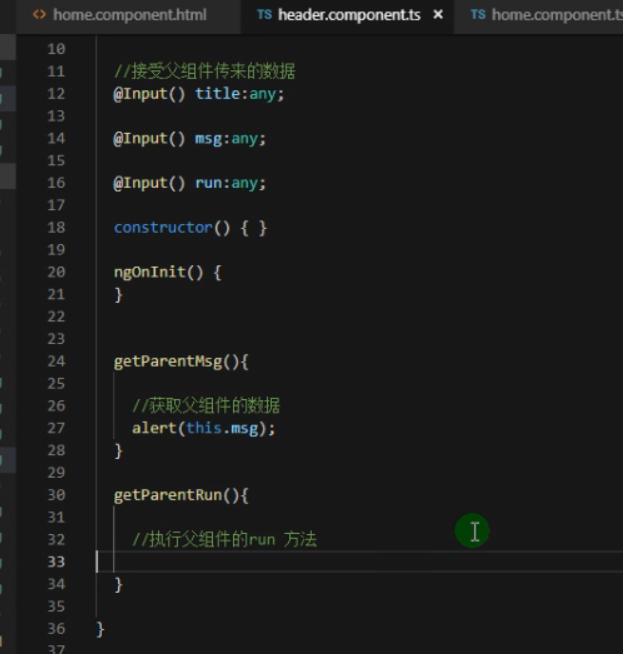 home.component.html
TS header.component.ts ×
TS home.component.ts
10
11 //接受父组件传来的数据
12 @Input() title:any;
13
14 @Input() msg:any;
15
16 @Input() run:any;
17
18 constructor() { }
19
20 ngOnInit() {
21 }
22
23
24 getParentMsg(){
25
26 //获取父组件的数据
27 alert(this.msg);
28 }
29
30 getParentRun(){
31
32 //执行父组件的run 方法
33
34 }
35
36 }
37